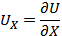 U_X = ∂U/∂X